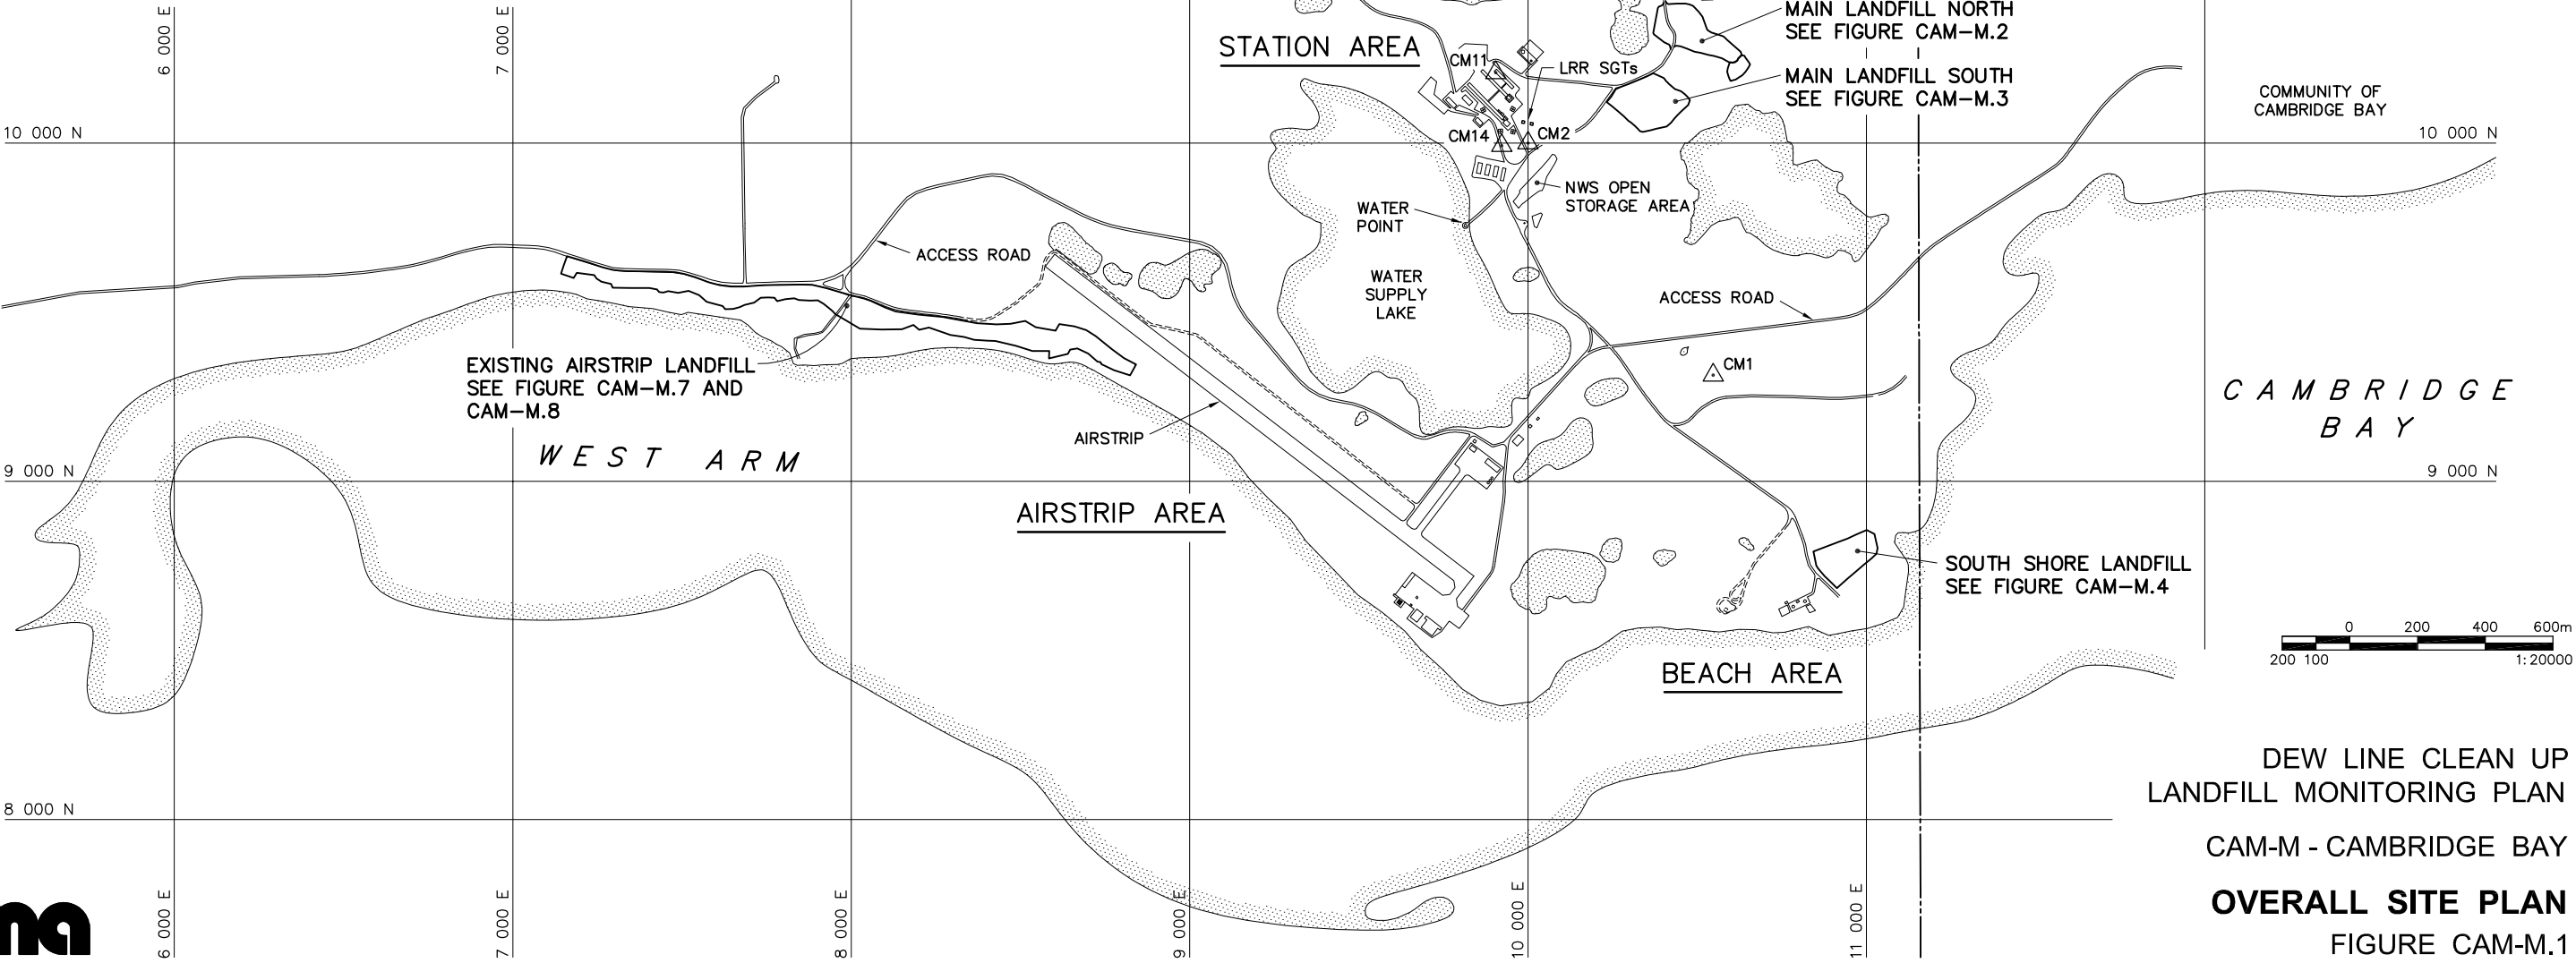 6 000 E
7 000 E
STATION AREA
MAIN LANDFILL NORTH
SEE FIGURE CAM-M.2
CM11
LRR SGTs
MAIN LANDFILL SOUTH
SEE FIGURE CAM-M.3
COMMUNITY OF
CAMBRIDGE BAY
10 000 N
CM14
CM2
10 000 N
NWS OPEN
STORAGE AREA
WATER
POINT
ACCESS ROAD
WATER
SUPPLY
LAKE
ACCESS ROAD
EXISTING AIRSTRIP LANDFILL
SEE FIGURE CAM-M.7 AND
CAM-M.8
CM1
CAMBRIDGE
BAY
AIRSTRIP
WEST ARM
9 000 N
9 000 N
AIRSTRIP AREA
SOUTH SHORE LANDFILL
SEE FIGURE CAM-M.4
0 200 400 600m
200 100 1:20000
BEACH AREA
DEW LINE CLEAN UP
LANDFILL MONITORING PLAN
8 000 N
CAM-M - CAMBRIDGE BAY
OVERALL SITE PLAN
FIGURE CAM-M.1
6 000 E
7 000 E
8 000 E
9 000 E
10 000 E
11 000 E